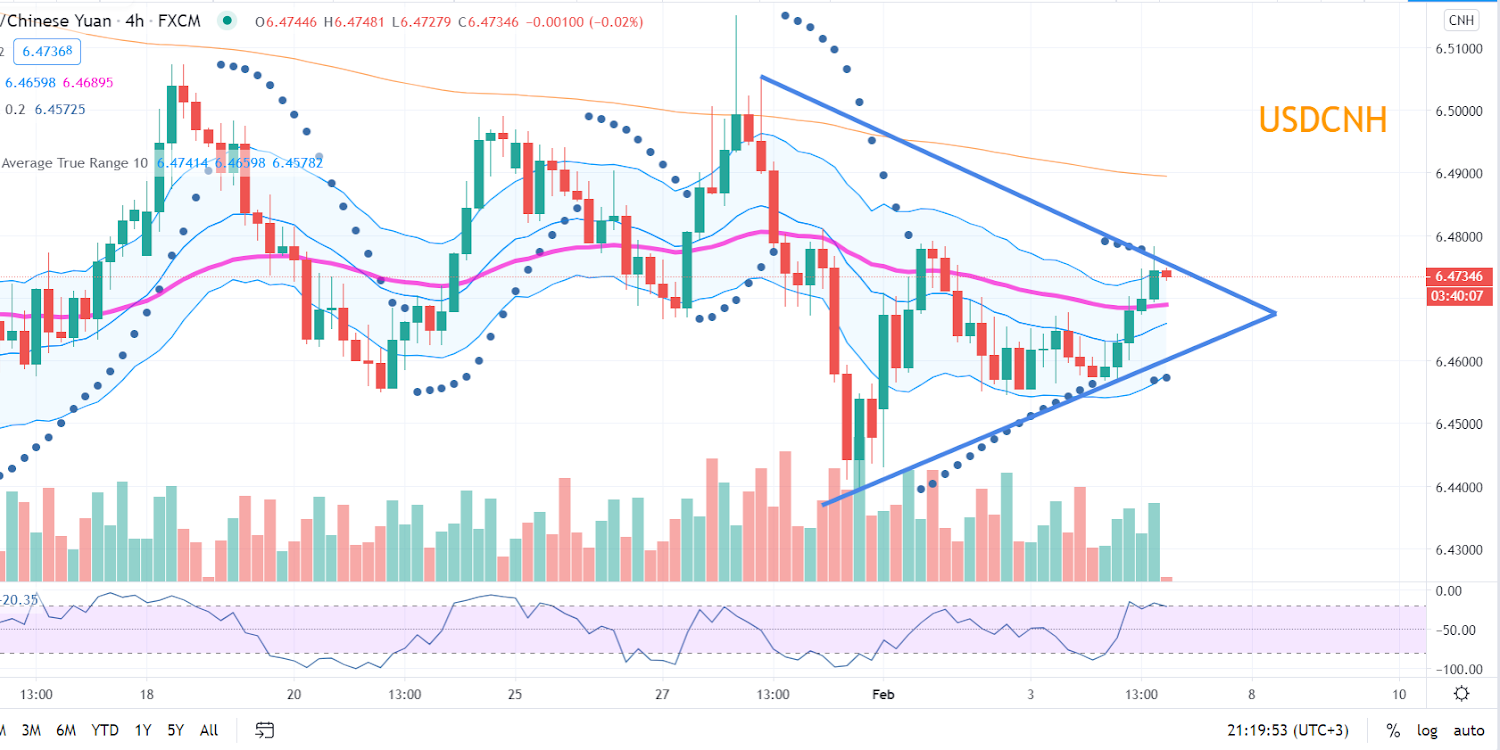 /Chinese Yuan · 4h · FXCM O6.47446 H6.47481 L6.47279 C6.47346 −0.00100 (−0.02%)
2 6.47368
6.46598 6.46895
0.2 6.45725
Average True Range 10 6.47414 6.46598 6.45782
USDCNH
CNH
6.51000
6.50000
6.49000
6.48000
6.47346
03:40:07
6.46000
6.45000
6.44000
6.43000
-20.35
0.00
−50.00
−100.00
13:00 18 20 13:00 25 27 13:00 Feb 3 13:00 8 10
M 3M 6M YTD 1Y 5Y All 21:19:53 (UTC+3) % log auto